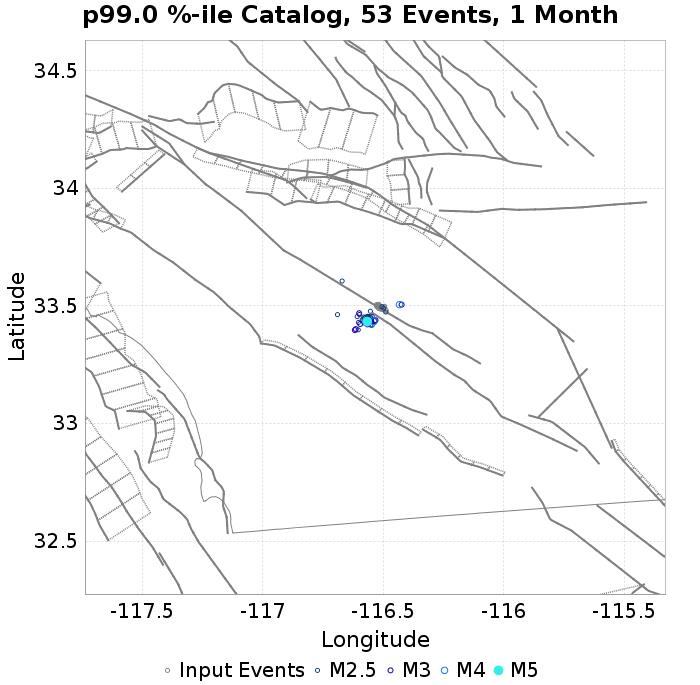 p99.0 %-ile Catalog, 53 Events, 1 Month
34.5
34
33.5
33
32.5
Latitude
-117.5 -117 -116.5 -116 -115.5
Longitude
Input Events M2.5 M3 M4 M5